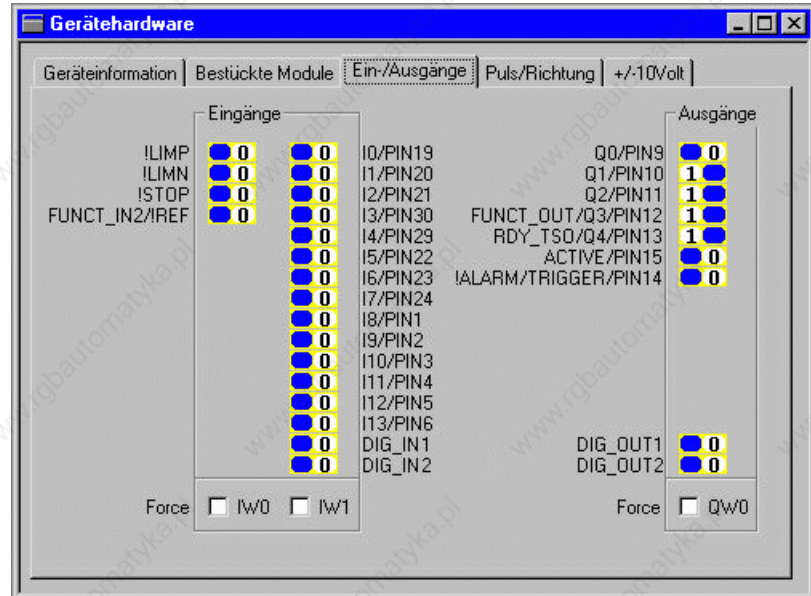 Gerätehardware
Geräteinformation Bestückte Module Ein-/Ausgänge Puls/Richtung +/-10Volt
Eingänge Ausgänge
!LIMP 0 0 I0/PIN19 Q0/PIN9 0
!LIMN 0 0 I1/PIN20 Q1/PIN10 1
!STOP 0 0 I2/PIN21 Q2/PIN11 1
FUNCT_IN2/IREF 0 0 I3/PIN30 FUNCT_OUT/Q3/PIN12 1
0 I4/PIN29 RDY_TSO/Q4/PIN13 1
0 I5/PIN22 ACTIVE/PIN15 0
0 I6/PIN23 !ALARM/TRIGGER/PIN14 0
0 I7/PIN24
0 I8/PIN1
0 I9/PIN2
0 I10/PIN3
0 I11/PIN4
0 I12/PIN5
0 I13/PIN6
0 DIG_IN1 DIG_OUT1 0
0 DIG_IN2 DIG_OUT2 0
Force IW0 IW1 Force QW0
www.rgbautomatyka.pl